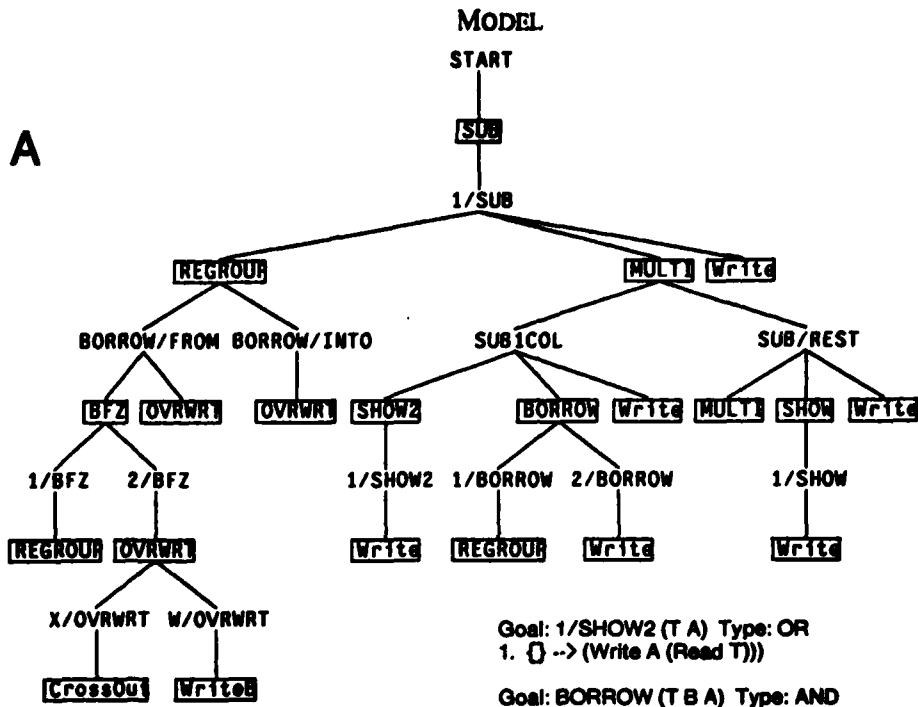 MODEL
START
A
SUB
1/SUB
REGROUP MULTI Write
BORROW/FROM BORROW/INTO SUB1COL SUB/REST
BFZ OVRWRT OVRWRT SHOW2 BORROW Write MULTI SHOW Write
1/BFZ 2/BFZ 1/SHOW2 1/BORROW 2/BORROW 1/SHOW
REGROUP OVRWRT Write REGROUP Write Write
X/OVRWRT W/OVRWRT
CrossOut WriteB
Goal: 1/SHOW2 (T A) Type: OR
1. {} --> (Write A (Read T)))
Goal: BORROW (T B A) Type: AND